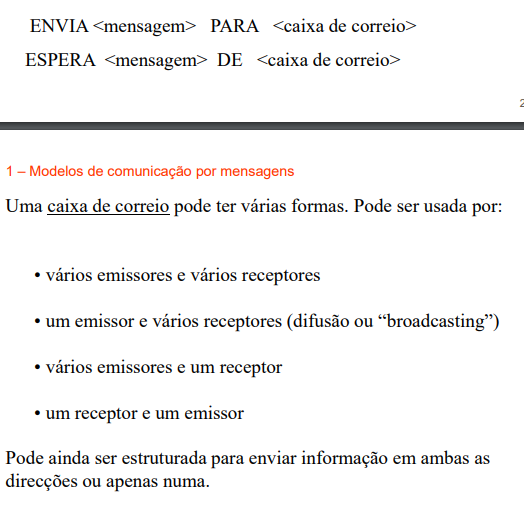 ENVIA <mensagem> PARA <caixa de correio>
ESPERA <mensagem> DE <caixa de correio>
2
1 – Modelos de comunicação por mensagens
Uma caixa de correio pode ter várias formas. Pode ser usada por:
• vários emissores e vários receptores
• um emissor e vários receptores (difusão ou “broadcasting”)
• vários emissores e um receptor
• um receptor e um emissor
Pode ainda ser estruturada para enviar informação em ambas as
direcções ou apenas numa.